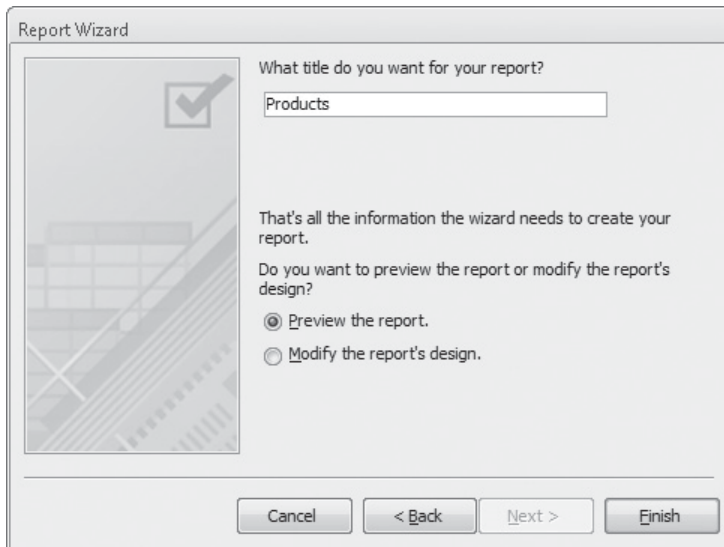 Report Wizard
What title do you want for your report?
Products
That's all the information the wizard needs to create your
report.
Do you want to preview the report or modify the report's
design?
Preview the report.
Modify the report's design.
Cancel
< Back
Next >
Finish